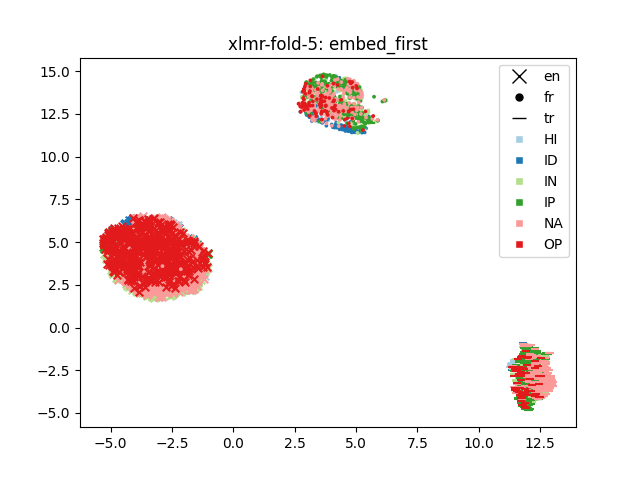 xlmr-fold-5: embed_first
15.0
12.5
10.0
7.5
5.0
2.5
0.0
−2.5
−5.0
−5.0 −2.5 0.0 2.5 5.0 7.5 10.0 12.5
en
fr
tr
HI
ID
IN
IP
NA
OP